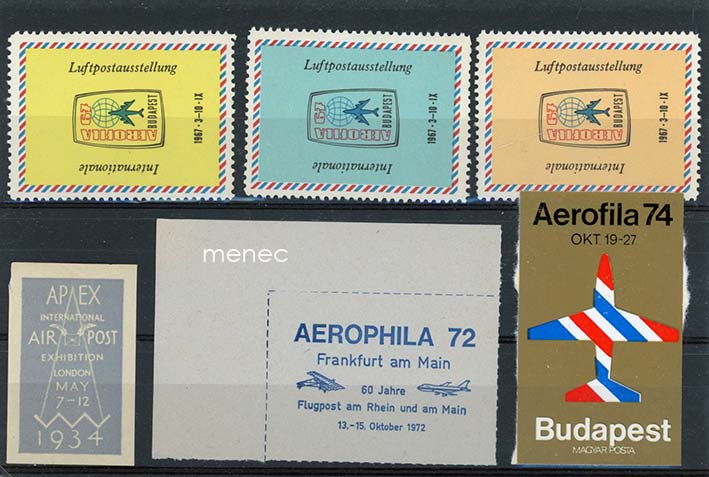 Luftpostausstellung
AEROFILA 67
BUDAPEST
1967·3–10·IX
Internationale
Luftpostausstellung
AEROFILA 67
BUDAPEST
1967·3–10·IX
Internationale
Luftpostausstellung
AEROFILA 67
BUDAPEST
1967·3–10·IX
Internationale
APEX
INTERNATIONAL
AIR POST
EXHIBITION
LONDON
MAY
7-12
1934
menec
AEROPHILA 72
Frankfurt am Main
60 Jahre
Flugpost am Rhein und am Main
13.-15. Oktober 1972
Aerofila 74
OKT. 19-27
Budapest
MAGYAR POSTA